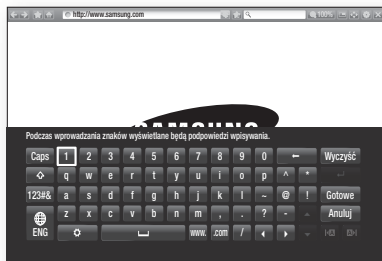 http://www.samsung.com 100%
SAMSUNG
Podczas wprowadzania znaków wyświetlane będą podpowiedzi wpisywania.
Caps 1 2 3 4 5 6 7 8 9 0 Wyczyść
q w e r t y u i o p ^ *
123#& a s d f g h j k l ~ @ ! Gotowe
ENG z x c v b n m , . ? - Anuluj
www. .com /